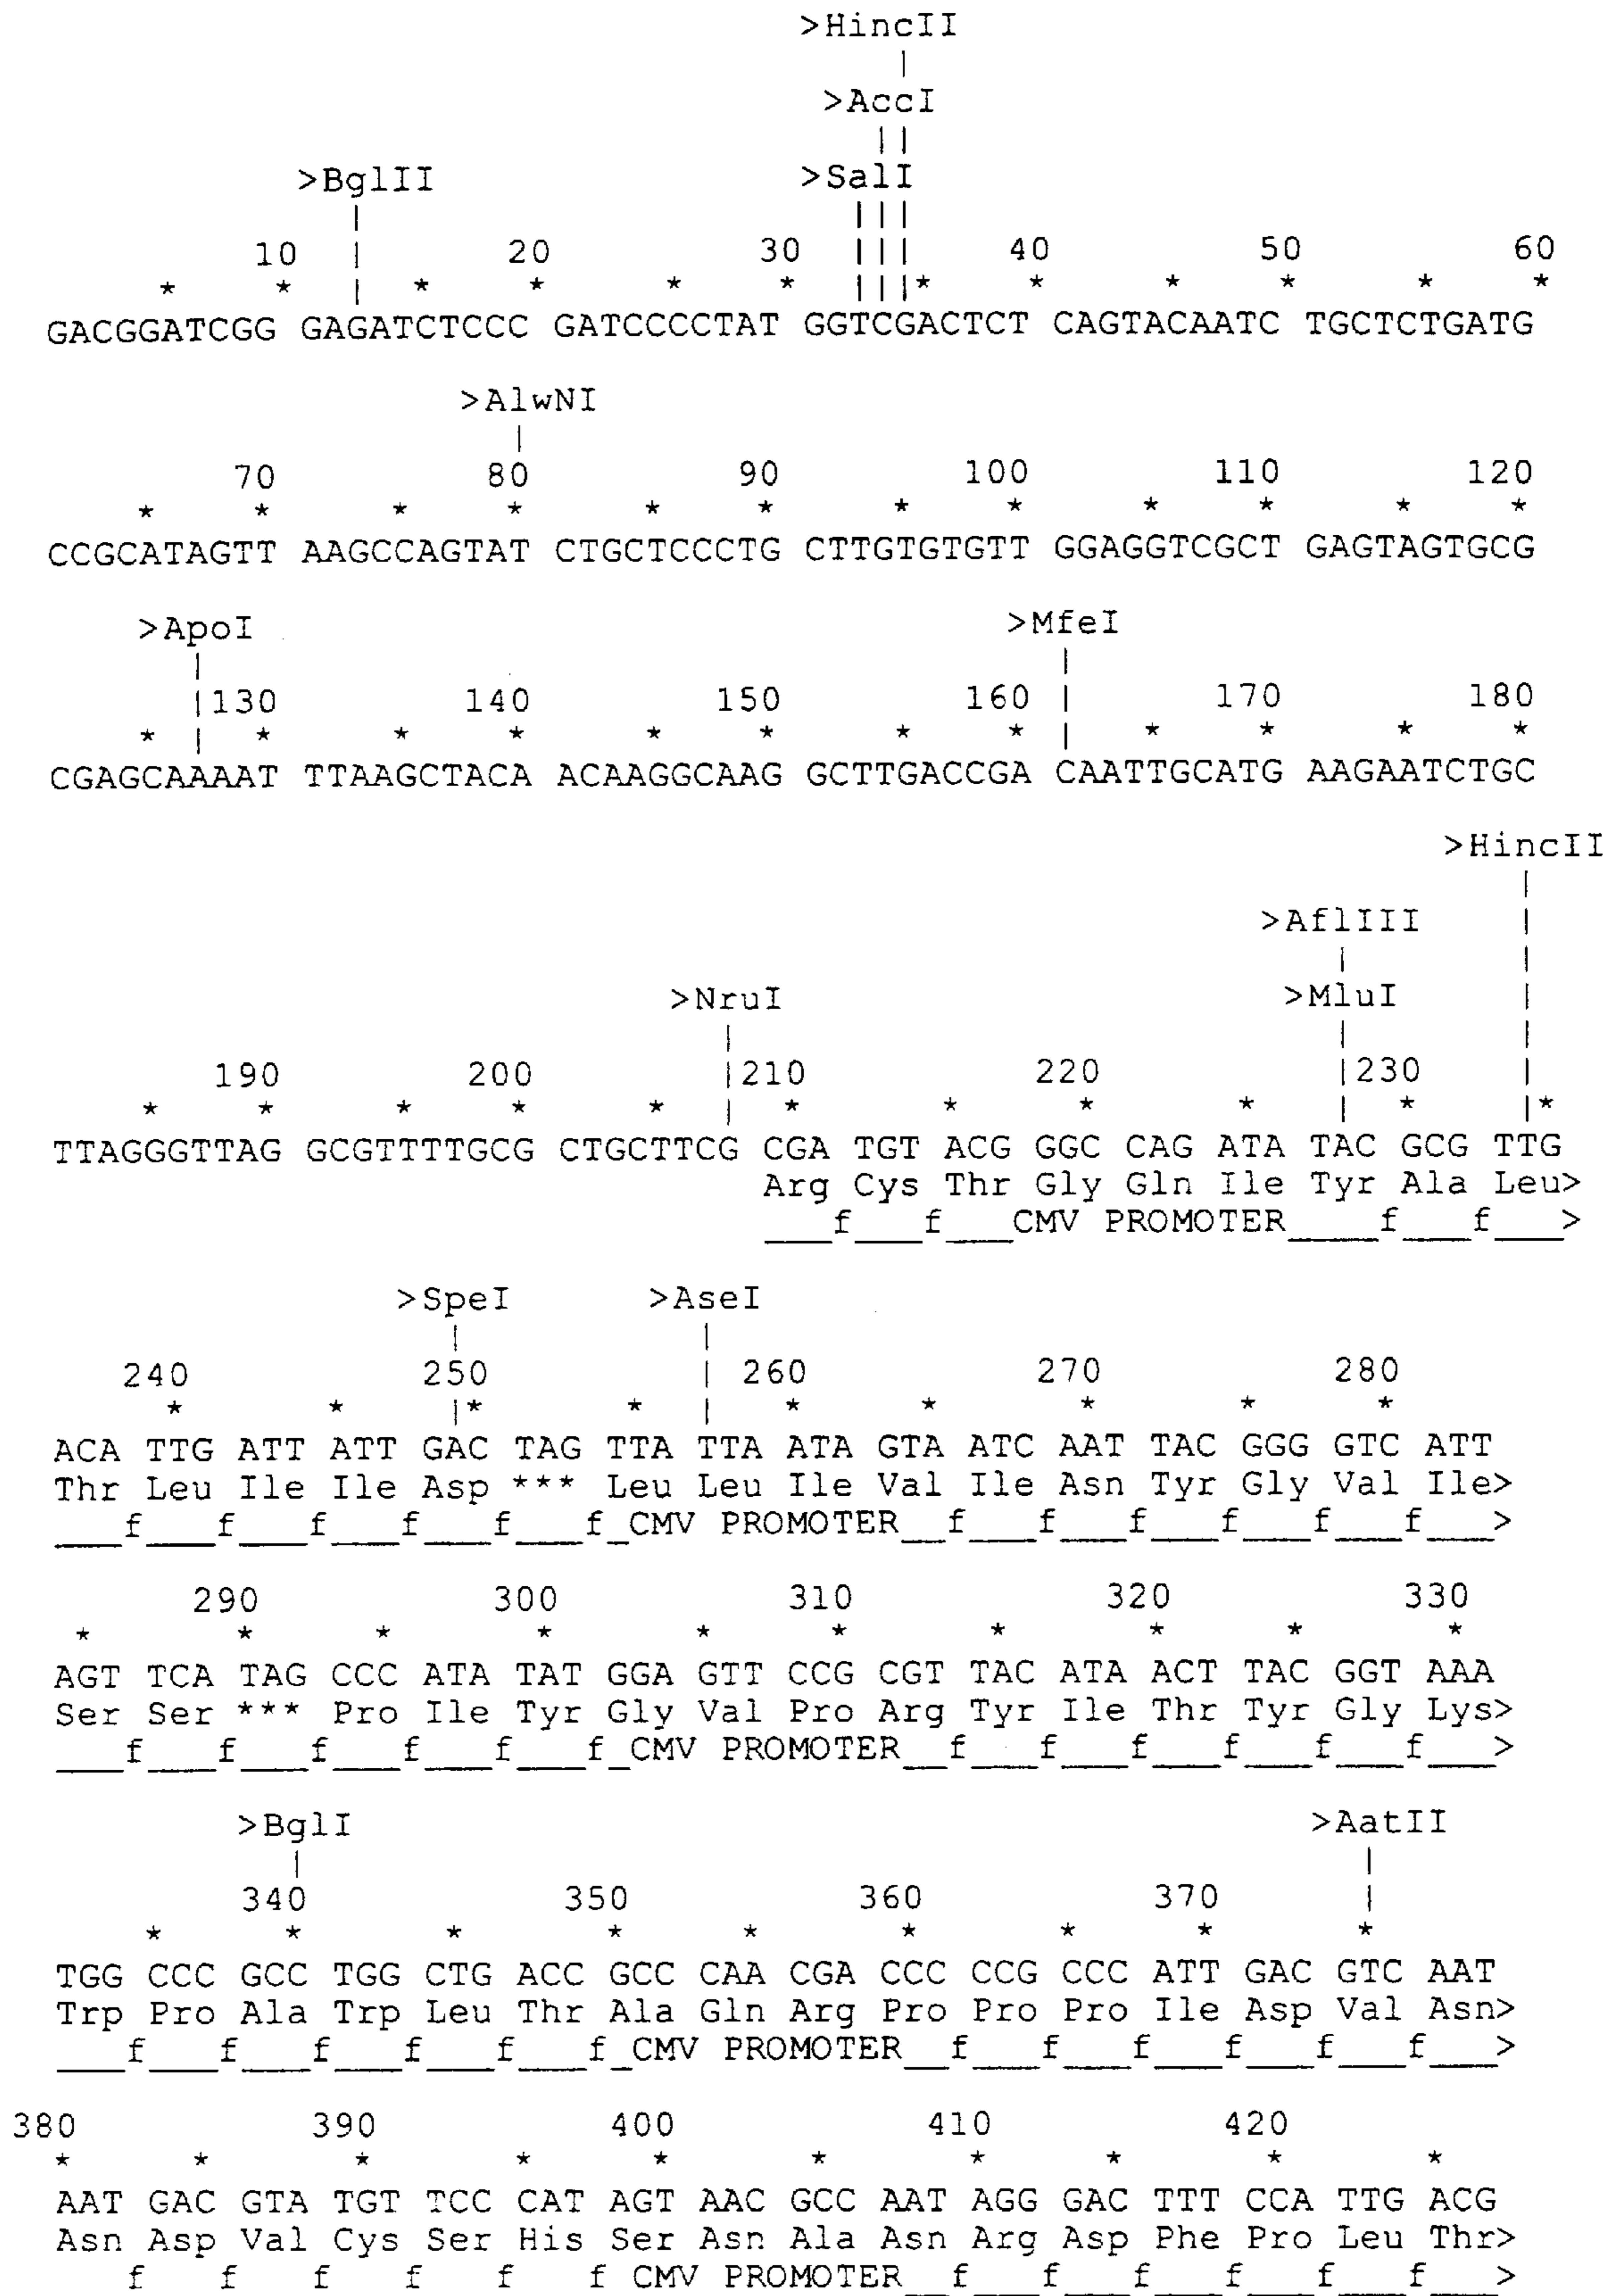 >HincII
>AccI
>BglII >SalI
10 20 30 40 50 60
* * * * * * * * * * * *
GACGGATCGG GAGATCTCCC GATCCCCTAT GGTCGACTCT CAGTACAATC TGCTCTGATG
>AlwNI
70 80 90 100 110 120
* * * * * * * * * * * *
CCGCATAGTT AAGCCAGTAT CTGCTCCCTG CTTGTGTGTT GGAGGTCGCT GAGTAGTGCG
>ApoI >MfeI
130 140 150 160 170 180
* * * * * * * * * * * *
CGAGCAAAAT TTAAGCTACA ACAAGGCAAG GCTTGACCGA CAATTGCATG AAGAATCTGC
>HincII
>AflIII
>NruI >MluI
190 200 210 220 230
* * * * * * * * * * *
TTAGGGTTAG GCGTTTTGCG CTGCTTCG CGA TGT ACG GGC CAG ATA TAC GCG TTG
Arg Cys Thr Gly Gln Ile Tyr Ala Leu>
____f____f____CMV PROMOTER____f____f____>
>SpeI >AseI
240 250 260 270 280
* * * * * * * * *
ACA TTG ATT ATT GAC TAG TTA TTA ATA GTA ATC AAT TAC GGG GTC ATT
Thr Leu Ile Ile Asp *** Leu Leu Ile Val Ile Asn Tyr Gly Val Ile>
___f___f___f___f___f___f_CMV PROMOTER__f___f___f___f___f___f___>
290 300 310 320 330
* * * * * * * * * *
AGT TCA TAG CCC ATA TAT GGA GTT CCG CGT TAC ATA ACT TAC GGT AAA
Ser Ser *** Pro Ile Tyr Gly Val Pro Arg Tyr Ile Thr Tyr Gly Lys>
___f___f___f___f___f___f_CMV PROMOTER__f___f___f___f___f___f___>
>BglI >AatII
340 350 360 370
* * * * * * * * *
TGG CCC GCC TGG CTG ACC GCC CAA CGA CCC CCG CCC ATT GAC GTC AAT
Trp Pro Ala Trp Leu Thr Ala Gln Arg Pro Pro Pro Ile Asp Val Asn>
___f___f___f___f___f___f_CMV PROMOTER__f___f___f___f___f___f___>
380 390 400 410 420
* * * * * * * * * *
AAT GAC GTA TGT TCC CAT AGT AAC GCC AAT AGG GAC TTT CCA TTG ACG
Asn Asp Val Cys Ser His Ser Asn Ala Asn Arg Asp Phe Pro Leu Thr>
f f f f f f CMV PROMOTER__f___f___f___f___f___f___>